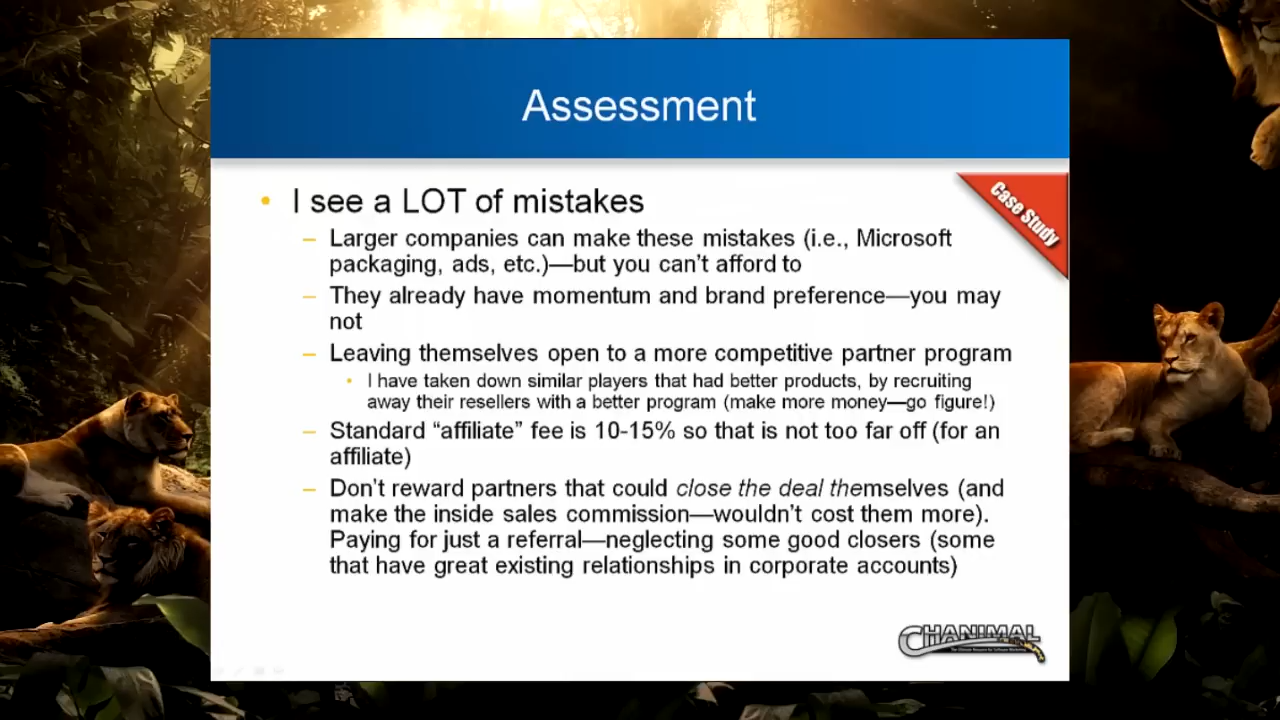 Assessment
• I see a LOT of mistakes
Case Study
– Larger companies can make these mistakes (i.e., Microsoft
packaging, ads, etc.)—but you can’t afford to
– They already have momentum and brand preference—you may
not
– Leaving themselves open to a more competitive partner program
• I have taken down similar players that had better products, by recruiting
away their resellers with a better program (make more money—go figure!)
– Standard “affiliate” fee is 10-15% so that is not too far off (for an
affiliate)
– Don’t reward partners that could close the deal themselves (and
make the inside sales commission—wouldn’t cost them more).
Paying for just a referral—neglecting some good closers (some
that have great existing relationships in corporate accounts)
CHANIMAL
The Ultimate Resource for Software Marketing